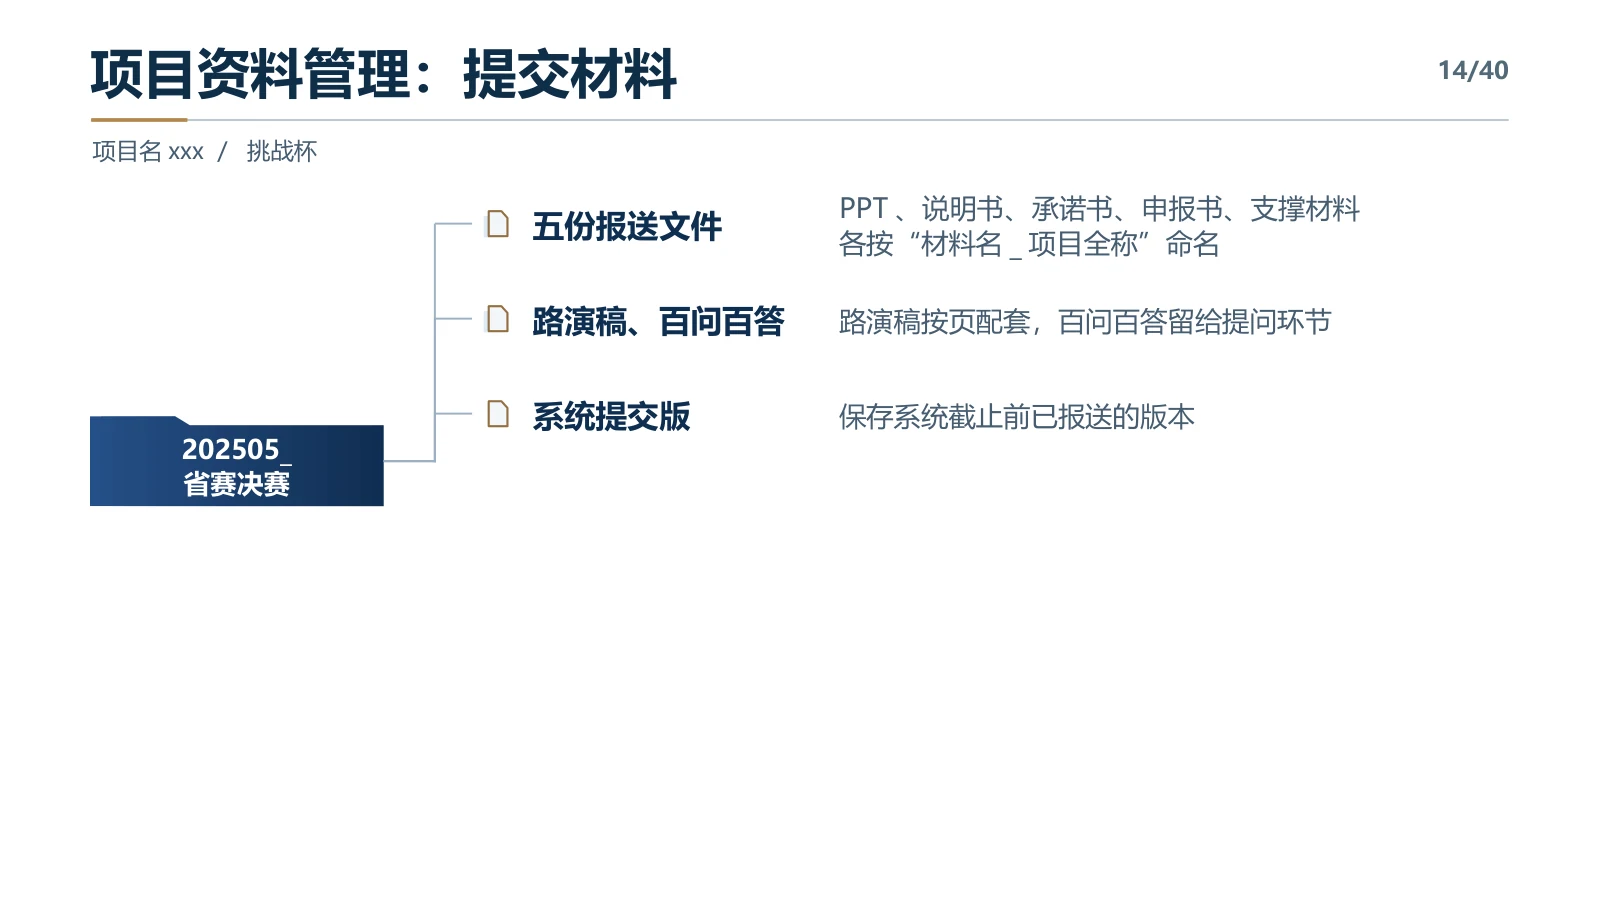 项目资料管理：提交材料
14/40
项目名 xxx / 挑战杯
五份报送文件
PPT 、说明书、承诺书、申报书、支撑材料
各按“材料名 _ 项目全称”命名
路演稿、百问百答
路演稿按页配套，百问百答留给提问环节
系统提交版
保存系统截止前已报送的版本
202505_
省赛决赛